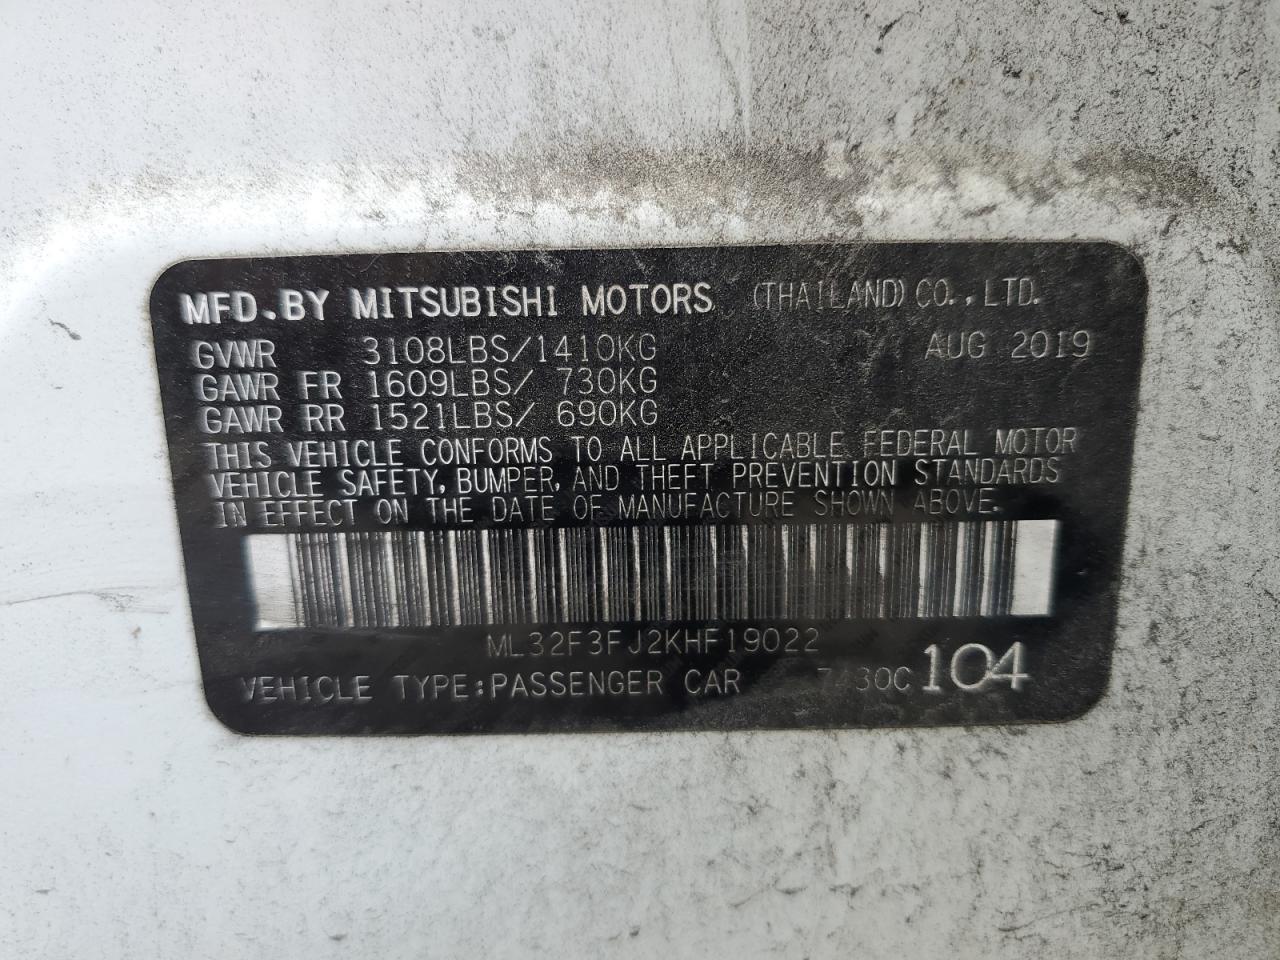 MFD.BY MITSUBISHI MOTORS (THAILAND) CO.,LTD.
GVWR 3108LBS/1410KG AUG 2019
GAWR FR 1609LBS/ 730KG
GAWR RR 1521LBS/ 690KG
THIS VEHICLE CONFORMS TO ALL APPLICABLE FEDERAL MOTOR
VEHICLE SAFETY, BUMPER, AND THEFT PREVENTION STANDARDS
IN EFFECT ON THE DATE OF MANUFACTURE SHOWN ABOVE.
ML32F3FJ2KHF19022
VEHICLE TYPE:PASSENGER CAR 104